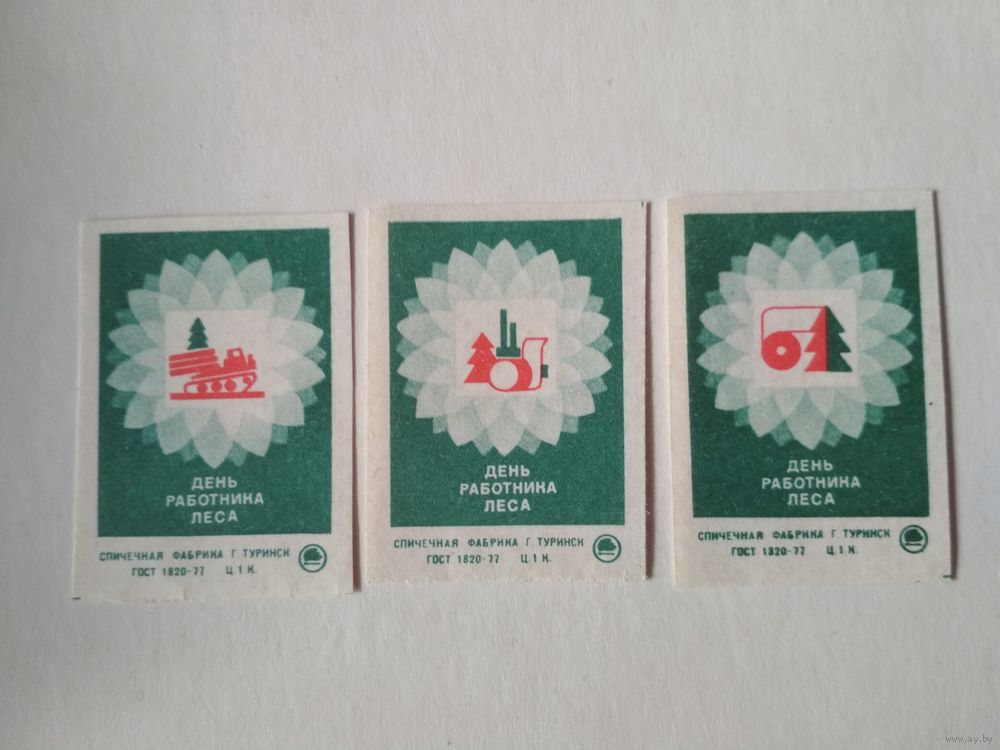 ДЕНЬ
РАБОТНИКА
ЛЕСА
СПИЧЕЧНАЯ ФАБРИКА Г. ТУРИНСК
ГОСТ 1820-77 Ц. 1 К.
ДЕНЬ
РАБОТНИКА
ЛЕСА
СПИЧЕЧНАЯ ФАБРИКА Г. ТУРИНСК
ГОСТ 1820-77 Ц. 1 К.
ДЕНЬ
РАБОТНИКА
ЛЕСА
СПИЧЕЧНАЯ ФАБРИКА Г. ТУРИНСК
ГОСТ 1820-77 Ц. 1 К.
www.ay.by